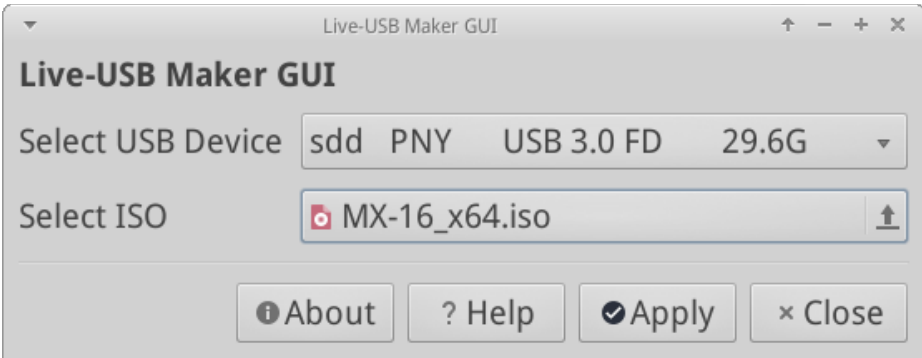 Live-USB Maker GUI
Live-USB Maker GUI
Select USB Device sdd PNY USB 3.0 FD 29.6G
Select ISO MX-16_x64.iso
About ? Help Apply × Close